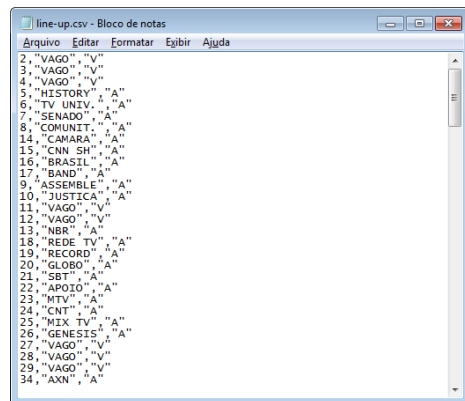 line-up.csv - Bloco de notas
Arquivo Editar Formatar Exibir Ajuda
2,"VAGO","V"
3,"VAGO","V"
4,"VAGO","V"
5,"HISTORY","A"
6,"TV UNIV.","A"
7,"SENADO","A"
8,"COMUNIT.","A"
14,"CAMARA","A"
15,"CNN SH","A"
16,"BRASIL","A"
17,"BAND","A"
9,"ASSEMBLE","A"
10,"JUSTICA","A"
11,"VAGO","V"
12,"VAGO","V"
13,"NBR","A"
18,"REDE TV","A"
19,"RECORD","A"
20,"GLOBO","A"
21,"SBT","A"
22,"APOIO","A"
23,"MTV","A"
24,"CNT","A"
25,"MIX TV","A"
26,"GENESIS","A"
27,"VAGO","V"
28,"VAGO","V"
29,"VAGO","V"
34,"AXN","A"